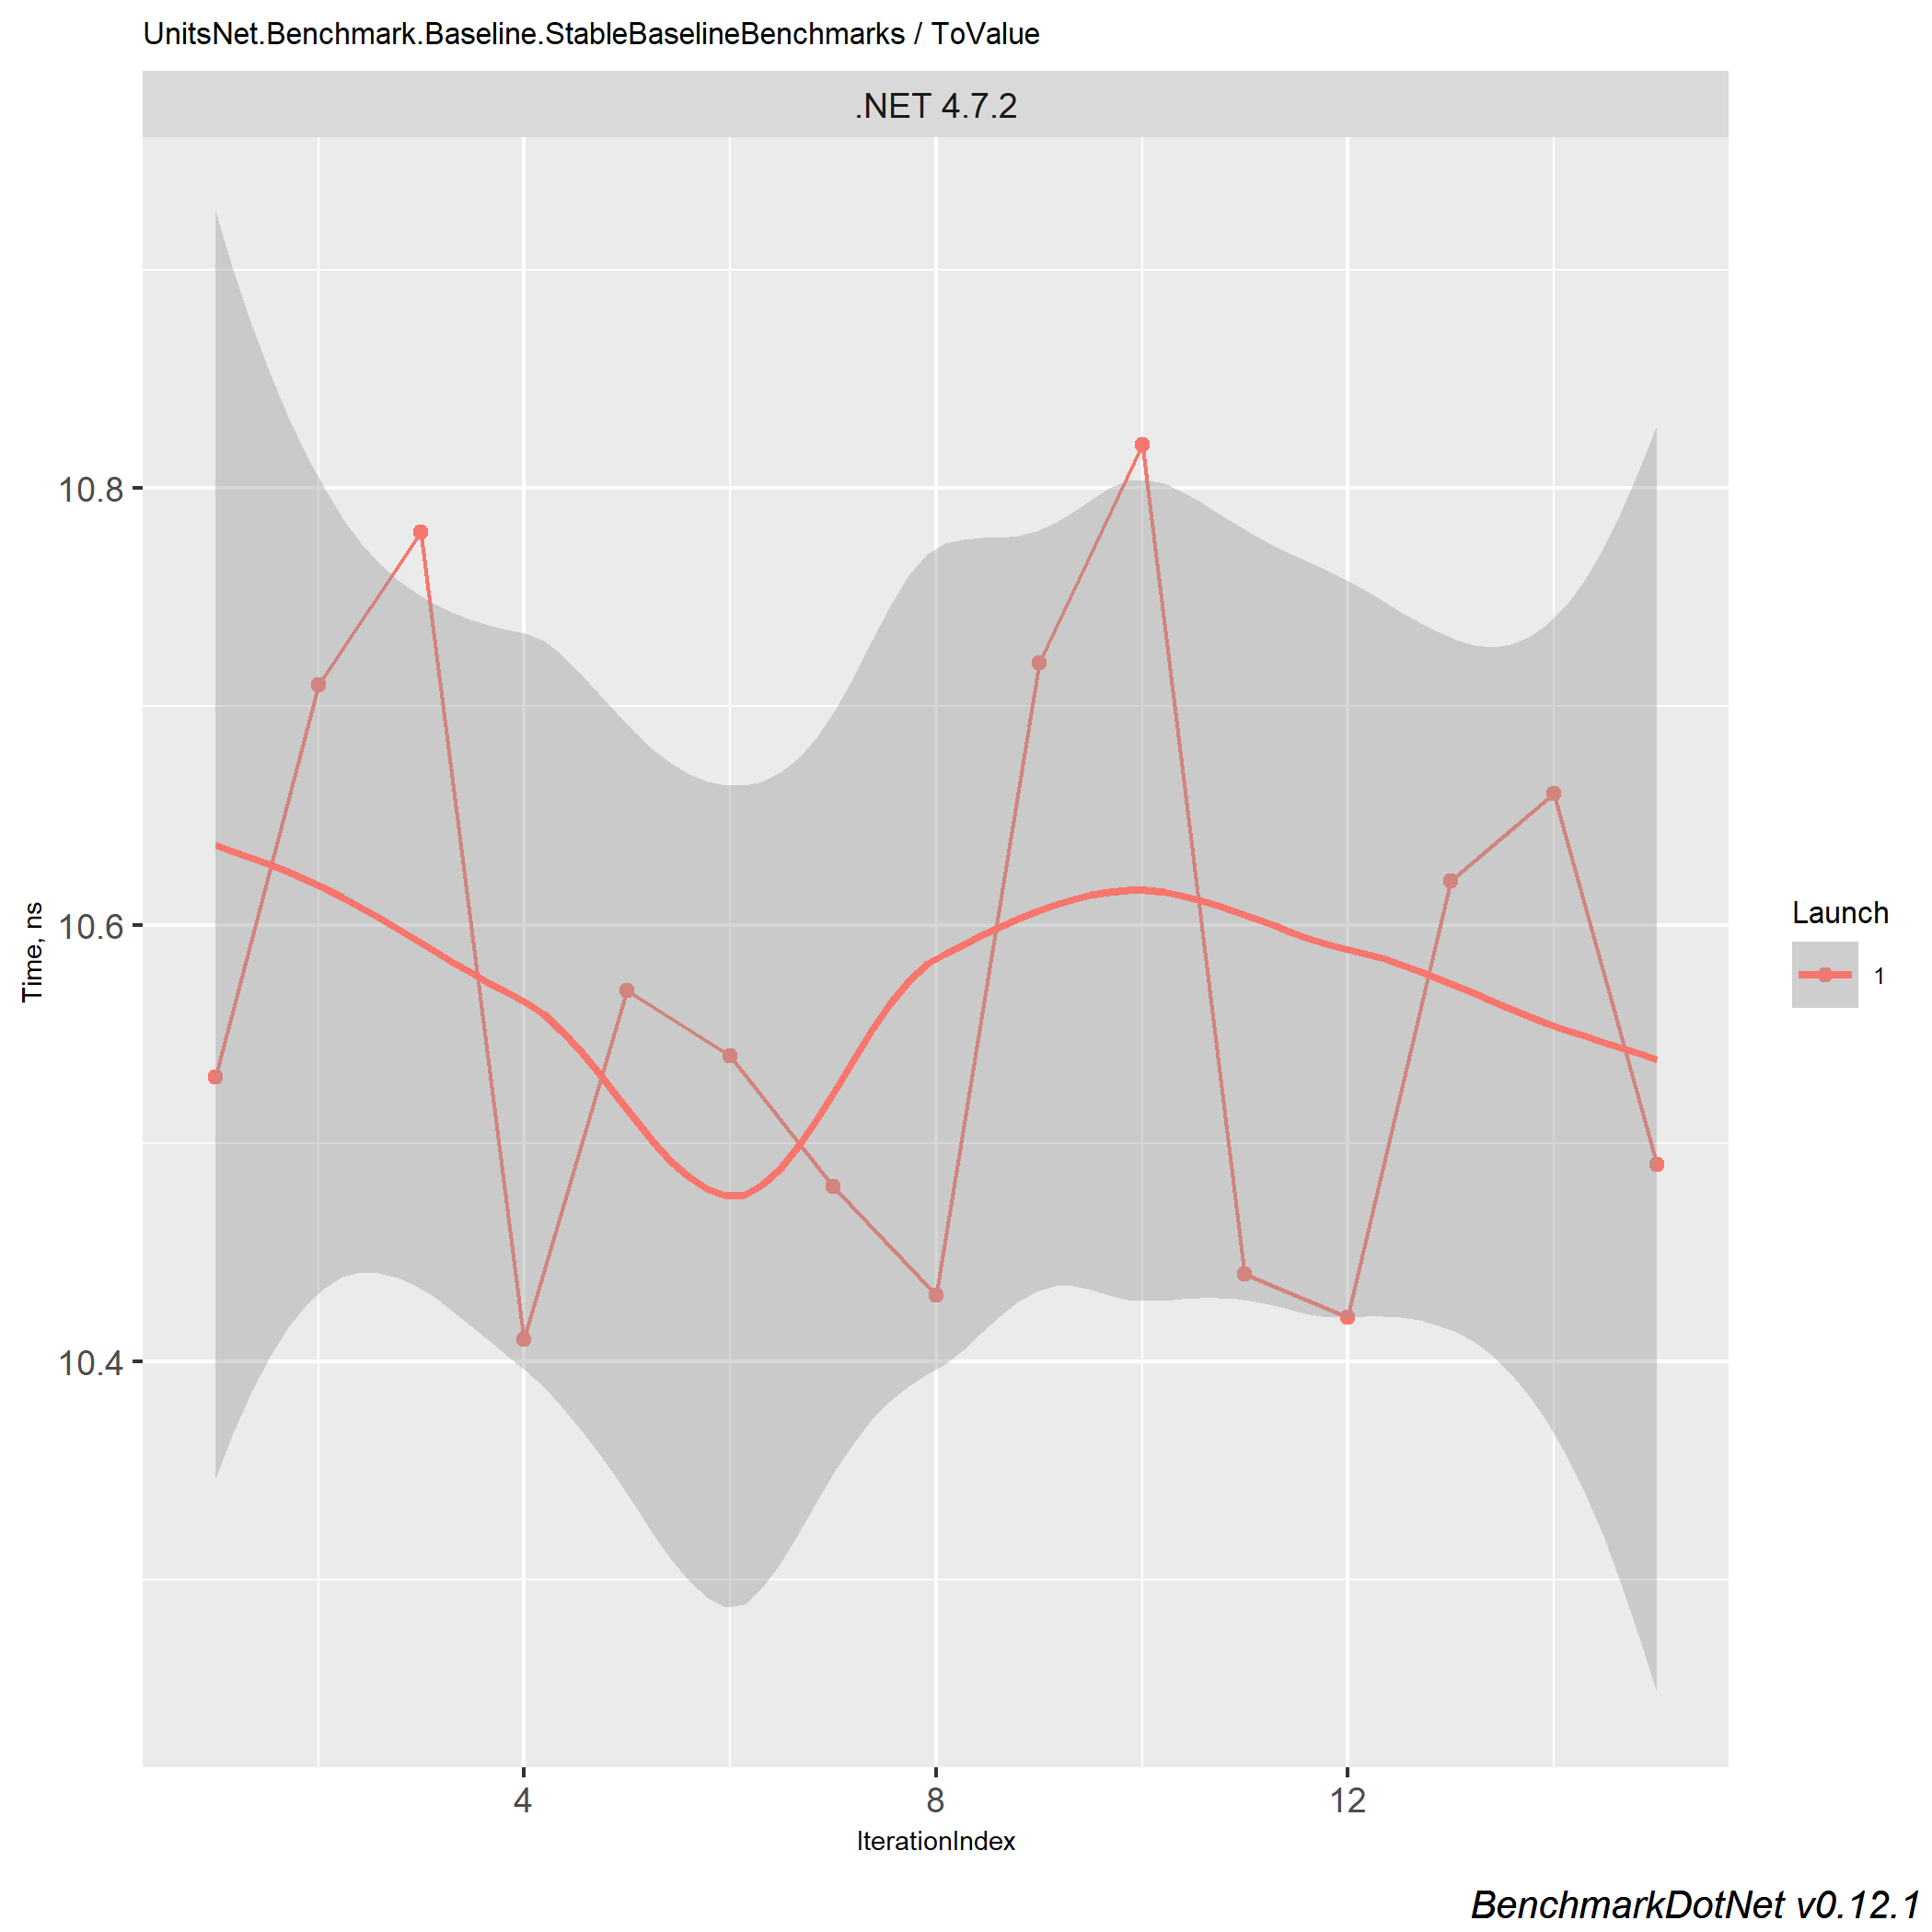 UnitsNet.Benchmark.Baseline.StableBaselineBenchmarks / ToValue
.NET 4.7.2
10.8
10.6
10.4
Time, ns
4
8
12
IterationIndex
Launch
1
BenchmarkDotNet v0.12.1